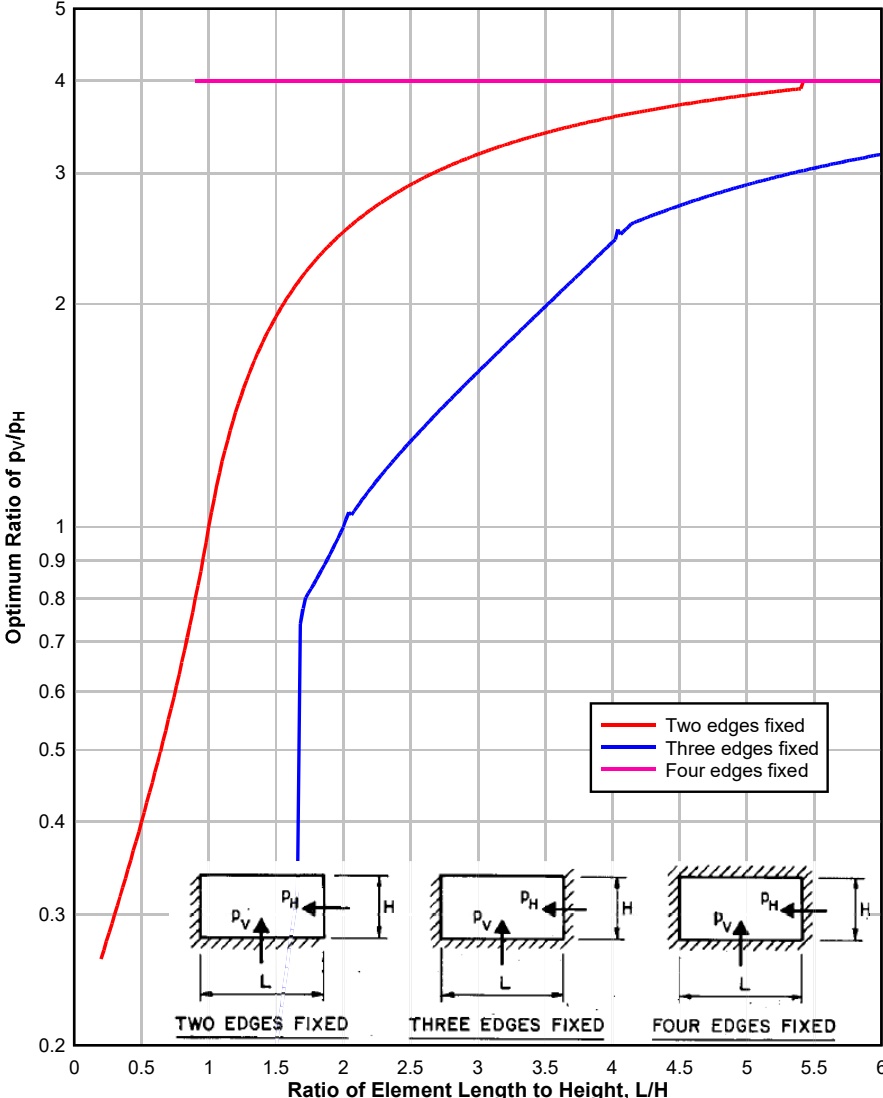 5
4
3
2
1
0.9
0.8
0.7
0.6
0.5
0.4
0.3
0.2
Optimum Ratio of pV/pH
Two edges fixed
Three edges fixed
Four edges fixed
pH
pV
H
L
TWO EDGES FIXED
pH
pV
H
L
THREE EDGES FIXED
pH
pV
H
L
FOUR EDGES FIXED
0 0.5 1 1.5 2 2.5 3 3.5 4 4.5 5 5.5 6
Ratio of Element Length to Height, L/H